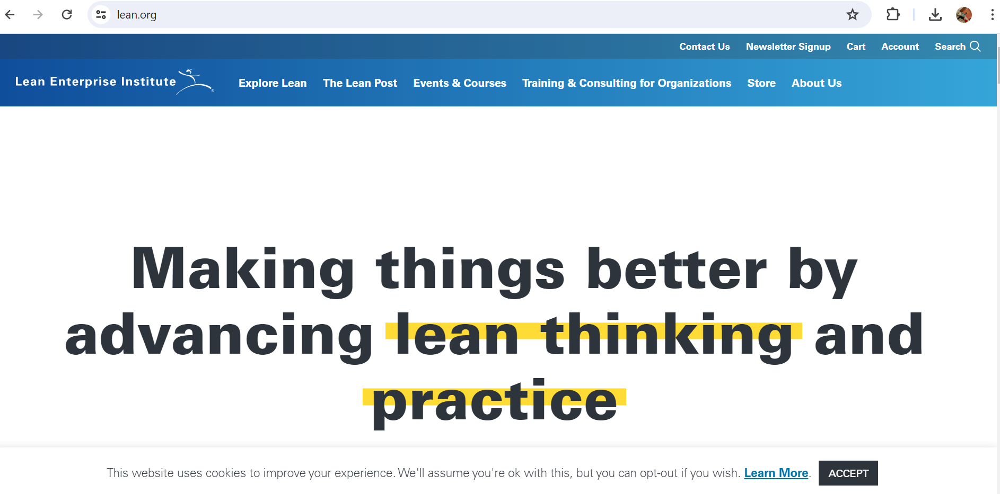 lean.org
Contact Us Newsletter Signup Cart Account Search
Lean Enterprise Institute ® Explore Lean The Lean Post Events & Courses Training & Consulting for Organizations Store About Us
Making things better by
advancing lean thinking and
practice
This website uses cookies to improve your experience. We'll assume you're ok with this, but you can opt-out if you wish. Learn More. ACCEPT